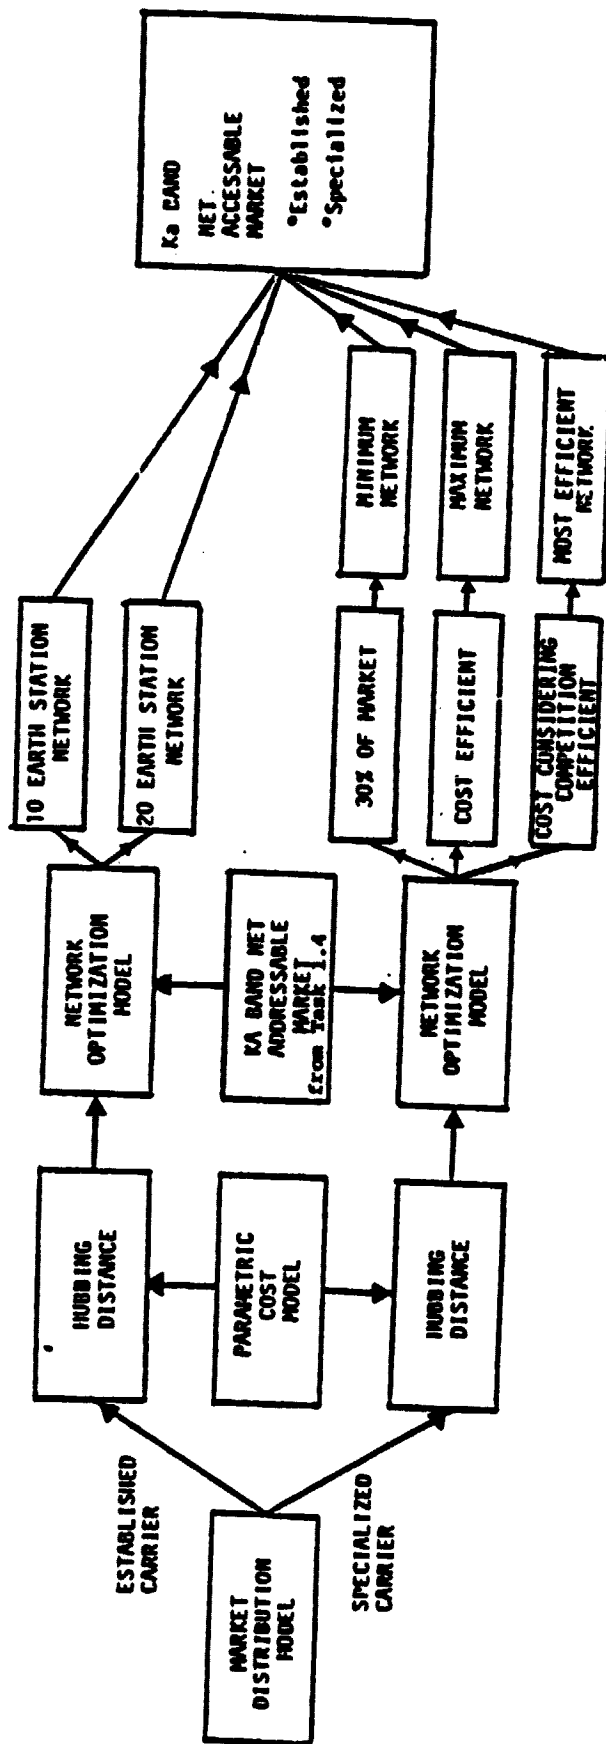 MARKET
DISTRIBUTION
MODEL
ESTABLISHED
CARRIER
SPECIALIZED
CARRIER
HUBBING
DISTANCE
PARAMETRIC
COST
MODEL
HUBBING
DISTANCE
NETWORK
OPTIMIZATION
MODEL
KA BAND NET
ADDRESSABLE
MARKET
from Task 1.4
NETWORK
OPTIMIZATION
MODEL
10 EARTH STATION
NETWORK
20 EARTH STATION
NETWORK
30% OF MARKET
COST EFFICIENT
COST CONSIDERING
COMPETITION
EFFICIENT
MINIMUM
NETWORK
MAXIMUM
NETWORK
MOST EFFICIENT
NETWORK
Ka BAND
NET
ACCESSABLE
MARKET
•Established
•Specialized